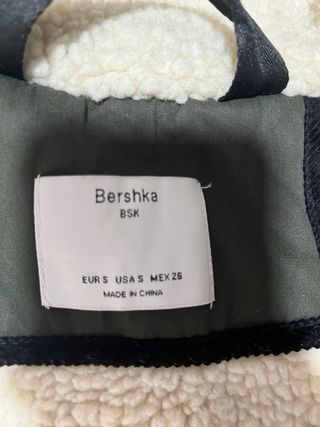 Bershka
BSK
EUR S USA S MEX 26
MADE IN CHINA